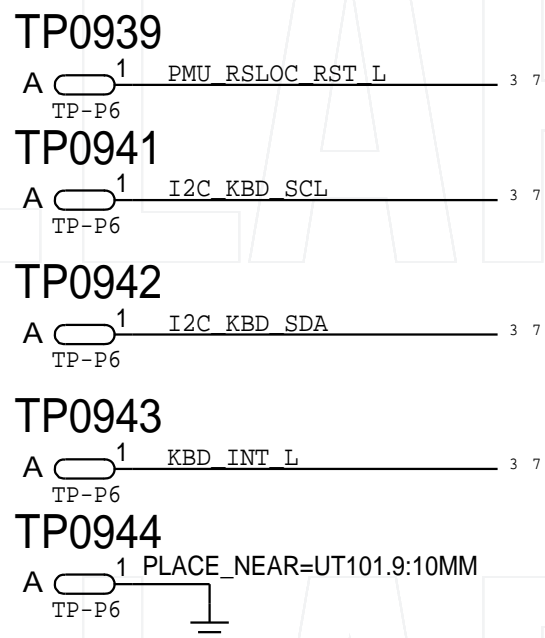 TP0939
A 1 PMU_RSLOC_RST_L 3 7
TP-P6
TP0941
A 1 I2C_KBD_SCL 3 7
TP-P6
TP0942
A 1 I2C_KBD_SDA 3 7
TP-P6
TP0943
A 1 KBD_INT_L 3 7
TP-P6
TP0944
A 1 PLACE_NEAR=UT101.9:10MM
TP-P6